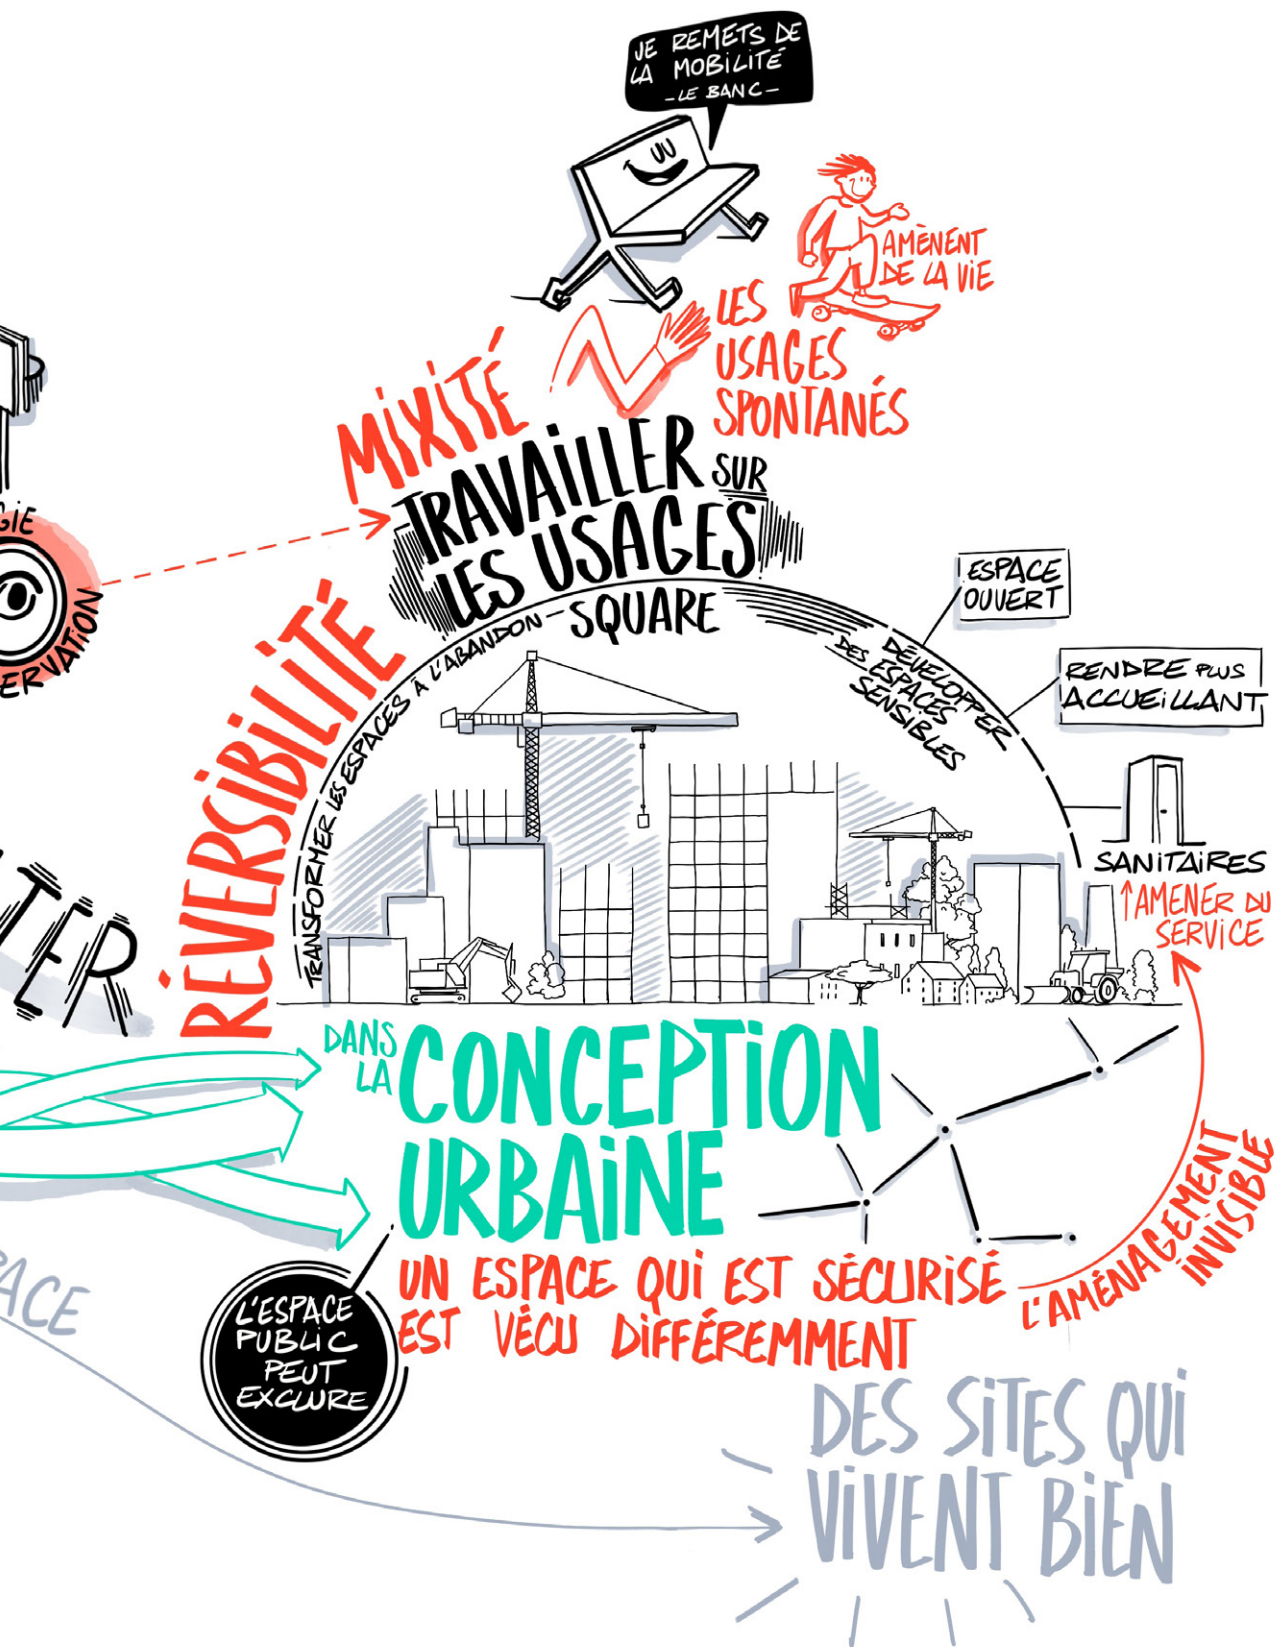 JE REMETS DE
LA MOBILITÉ
- LE BANC -
AMÈNENT
DE LA VIE
LES
USAGES
SPONTANÉS
MIXITÉ
TRAVAILLER SUR
LES USAGES
SQUARE
RÉVERSIBILITÉ
TRANSFORMER LES ESPACES À L'ABANDON -
DÉVELOPPER
DES ESPACES
SENSIBLES
ESPACE
OUVERT
RENDRE PLUS
ACCUEILLANT
SANITAIRES
AMENER DU
SERVICE
DANS
LA
CONCEPTION
URBAINE
UN ESPACE QUI EST SÉCURISÉ
EST VÉCU DIFFÉREMMENT
L'AMÉNAGEMENT
INVISIBLE
L'ESPACE
PUBLIC
PEUT
EXCLURE
DES SITES QUI
VIVENT BIEN